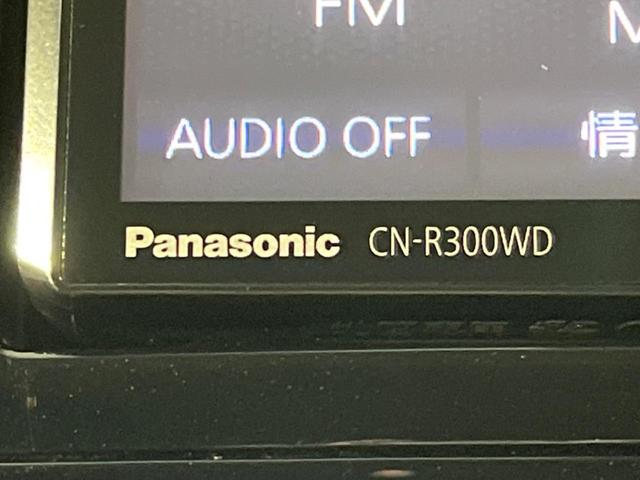 FM
AUDIO OFF 情
Panasonic CN-R300WD